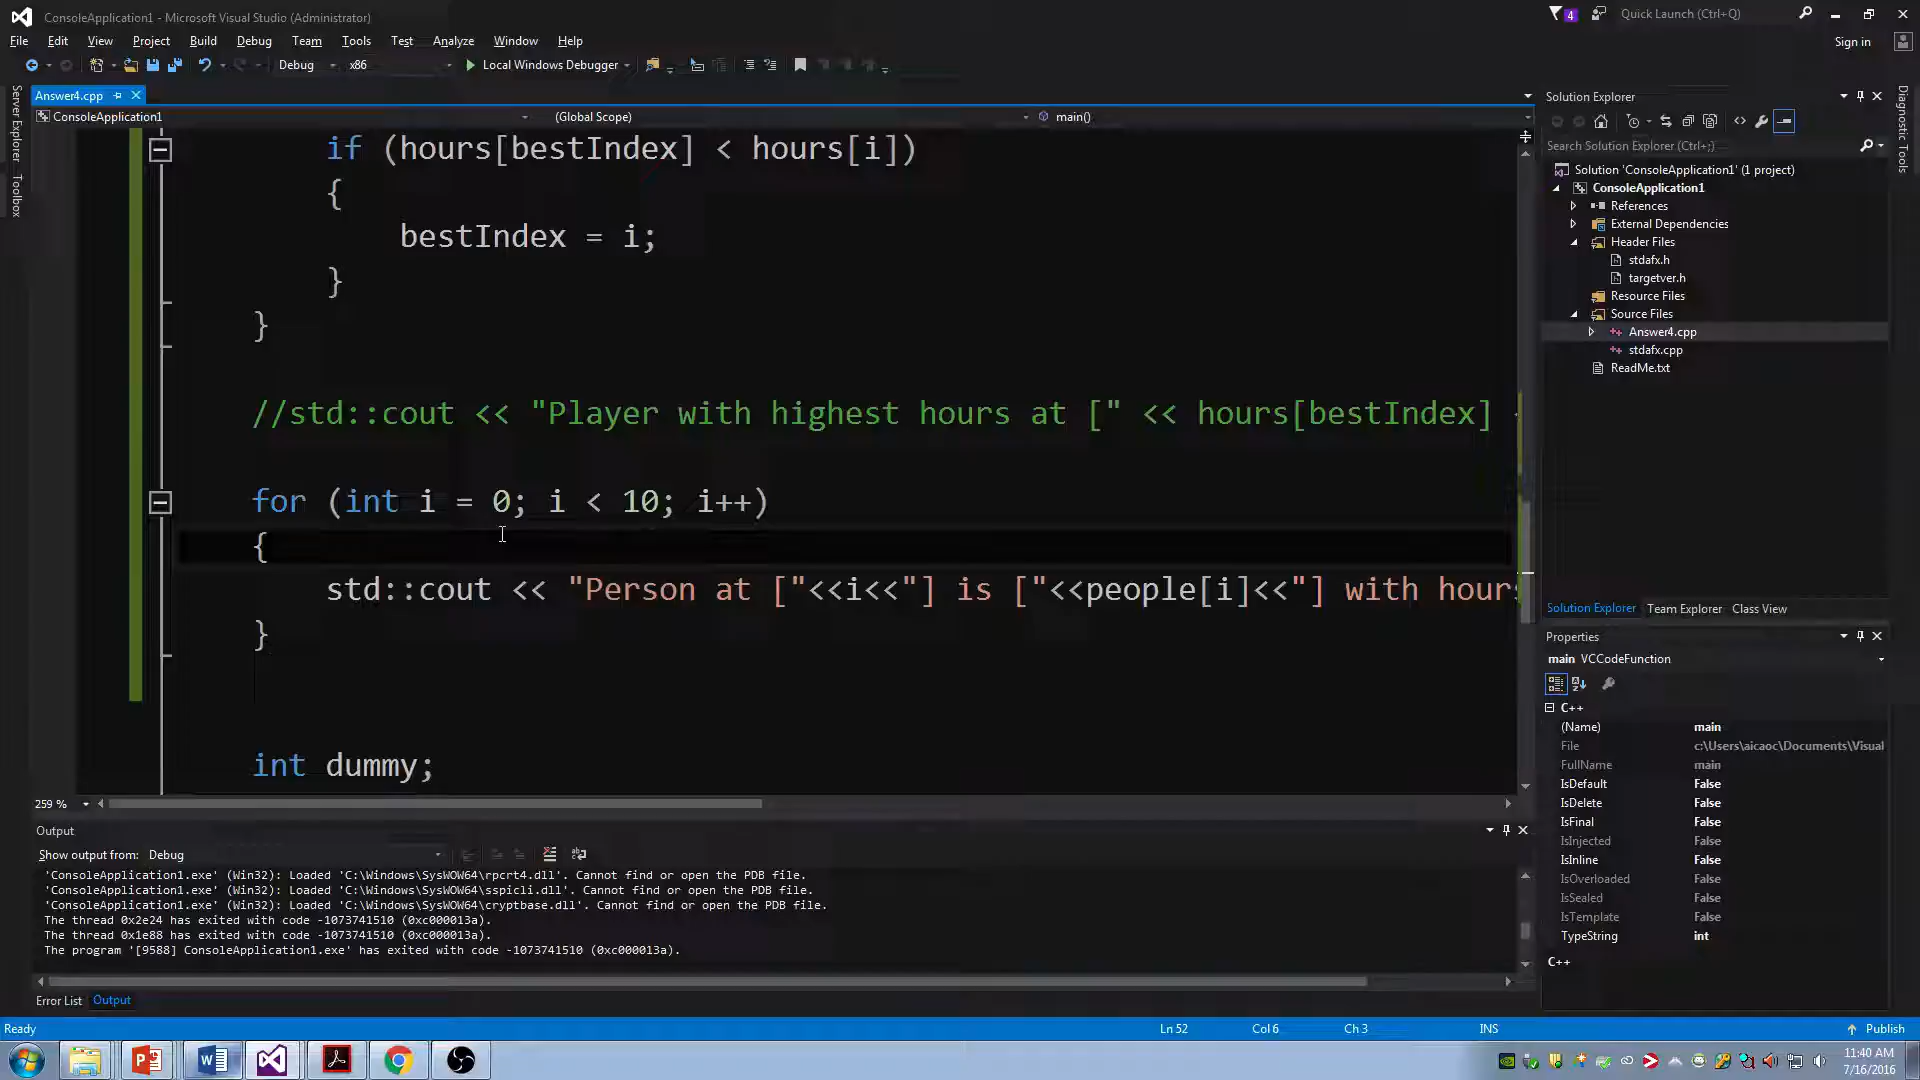 ConsoleApplication1 - Microsoft Visual Studio (Administrator)
4
Quick Launch (Ctrl+Q)
File Edit View Project Build Debug Team Tools Test Analyze Window Help
Sign in
Debug x86 Local Windows Debugger
Server Explorer
Toolbox
Answer4.cpp
ConsoleApplication1 (Global Scope) main()
if (hours[bestIndex] < hours[i])
{
bestIndex = i;
}
}
//std::cout << "Player with highest hours at [" << hours[bestIndex]
for (int i = 0; i < 10; i++)
{
std::cout << "Person at ["<<i<<"] is ["<<people[i]<<"] with hours
}
int dummy;
259 %
Output
Show output from: Debug
'ConsoleApplication1.exe' (Win32): Loaded 'C:\Windows\SysWOW64\rpcrt4.dll'. Cannot find or open the PDB file.
'ConsoleApplication1.exe' (Win32): Loaded 'C:\Windows\SysWOW64\sspicli.dll'. Cannot find or open the PDB file.
'ConsoleApplication1.exe' (Win32): Loaded 'C:\Windows\SysWOW64\cryptbase.dll'. Cannot find or open the PDB file.
The thread 0x2e24 has exited with code -1073741510 (0xc000013a).
The thread 0x1e88 has exited with code -1073741510 (0xc000013a).
The program '[9588] ConsoleApplication1.exe' has exited with code -1073741510 (0xc000013a).
Error List Output
Solution Explorer
Search Solution Explorer (Ctrl+;)
Solution 'ConsoleApplication1' (1 project)
ConsoleApplication1
References
External Dependencies
Header Files
stdafx.h
targetver.h
Resource Files
Source Files
Answer4.cpp
stdafx.cpp
ReadMe.txt
Solution Explorer Team Explorer Class View
Properties
main VCCodeFunction
C++
(Name) main
File c:\Users\aicaoc\Documents\Visual
FullName main
IsDefault False
IsDelete False
IsFinal False
IsInjected False
IsInline False
IsOverloaded False
IsSealed False
IsTemplate False
TypeString int
C++
Diagnostic Tools
Ready Ln 52 Col 6 Ch 3 INS Publish
11:40 AM
7/16/2016